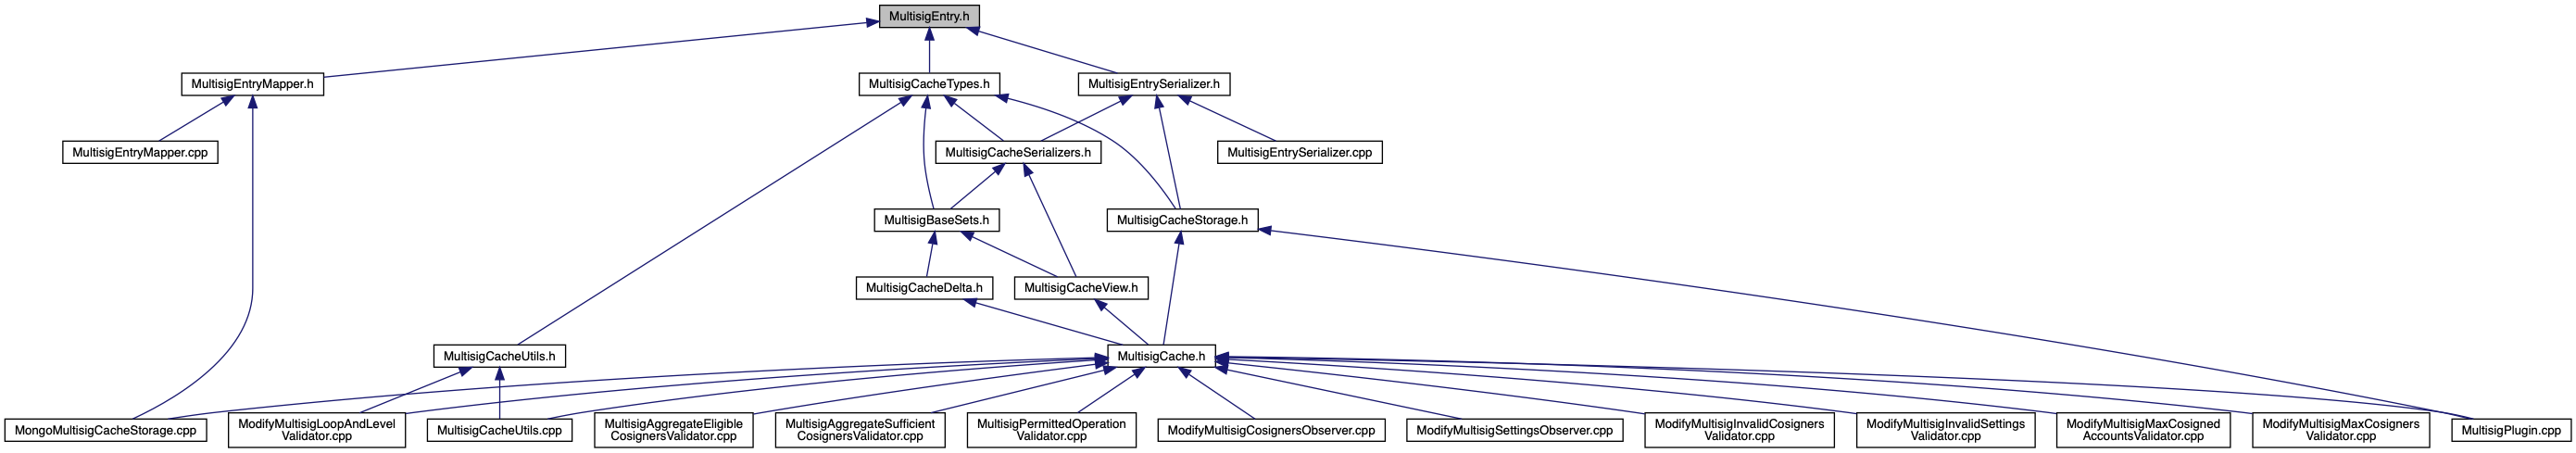 MultisigEntry.h
MultisigEntryMapper.h
MultisigCacheTypes.h
MultisigEntrySerializer.h
MultisigEntryMapper.cpp
MultisigCacheSerializers.h
MultisigEntrySerializer.cpp
MultisigBaseSets.h
MultisigCacheStorage.h
MultisigCacheDelta.h
MultisigCacheView.h
MultisigCacheUtils.h
MultisigCache.h
MongoMultisigCacheStorage.cpp
ModifyMultisigLoopAndLevel
Validator.cpp
MultisigCacheUtils.cpp
MultisigAggregateEligible
CosignersValidator.cpp
MultisigAggregateSufficient
CosignersValidator.cpp
MultisigPermittedOperation
Validator.cpp
ModifyMultisigCosignersObserver.cpp
ModifyMultisigSettingsObserver.cpp
ModifyMultisigInvalidCosigners
Validator.cpp
ModifyMultisigInvalidSettings
Validator.cpp
ModifyMultisigMaxCosigned
AccountsValidator.cpp
ModifyMultisigMaxCosigners
Validator.cpp
MultisigPlugin.cpp